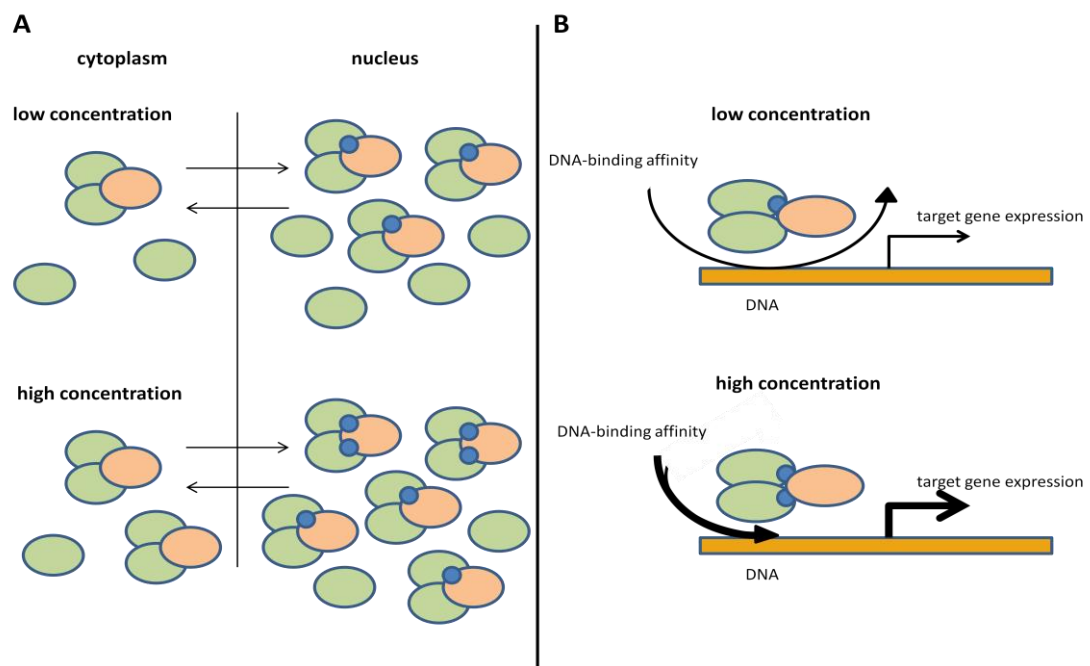 A
cytoplasm
nucleus
low concentration
high concentration
B
low concentration
DNA-binding affinity
target gene expression
DNA
high concentration
DNA-binding affinity
target gene expression
DNA